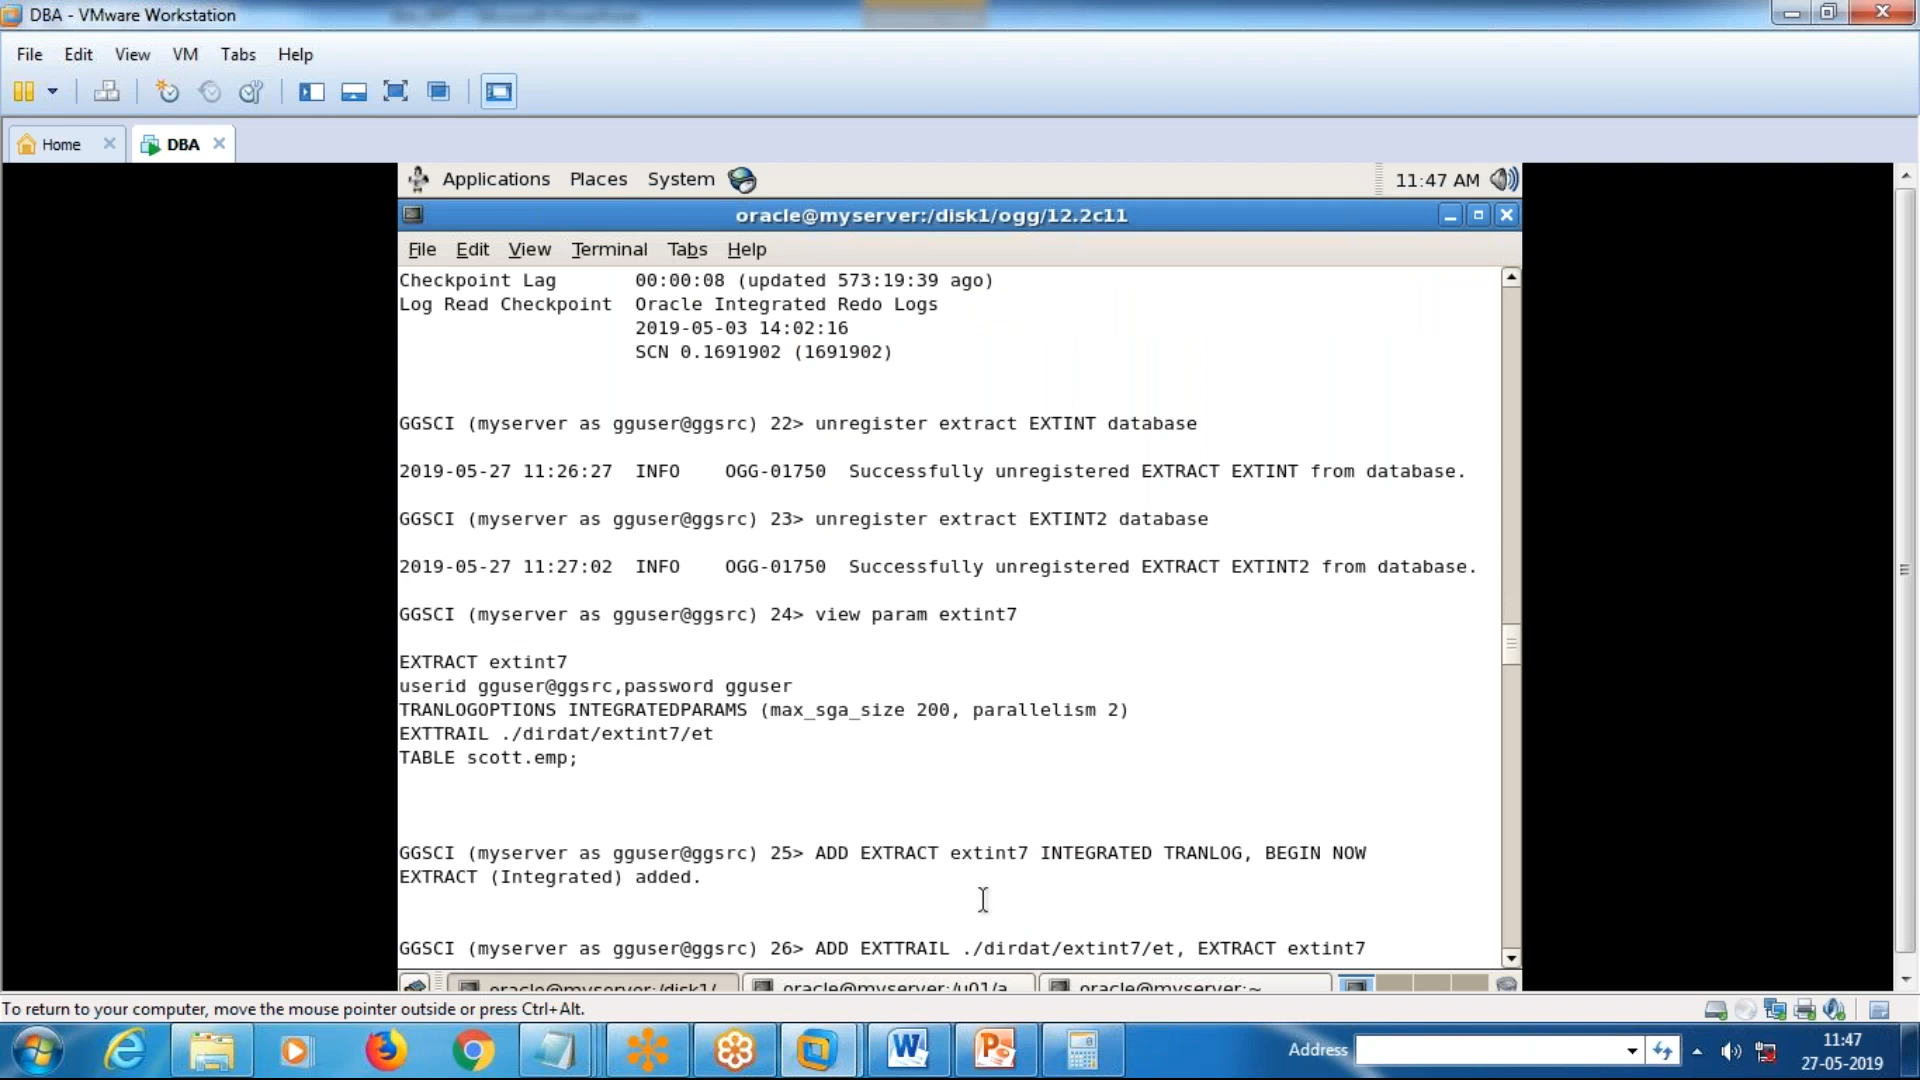 DBA - VMware Workstation
File Edit View VM Tabs Help
Home DBA
Applications Places System 11:47 AM
oracle@myserver:/disk1/ogg/12.2c11
File Edit View Terminal Tabs Help
Checkpoint Lag 00:00:08 (updated 573:19:39 ago)
Log Read Checkpoint Oracle Integrated Redo Logs
2019-05-03 14:02:16
SCN 0.1691902 (1691902)
GGSCI (myserver as gguser@ggsrc) 22> unregister extract EXTINT database
2019-05-27 11:26:27 INFO OGG-01750 Successfully unregistered EXTRACT EXTINT from database.
GGSCI (myserver as gguser@ggsrc) 23> unregister extract EXTINT2 database
2019-05-27 11:27:02 INFO OGG-01750 Successfully unregistered EXTRACT EXTINT2 from database.
GGSCI (myserver as gguser@ggsrc) 24> view param extint7
EXTRACT extint7
userid gguser@ggsrc,password gguser
TRANLOGOPTIONS INTEGRATEDPARAMS (max_sga_size 200, parallelism 2)
EXTTRAIL ./dirdat/extint7/et
TABLE scott.emp;
GGSCI (myserver as gguser@ggsrc) 25> ADD EXTRACT extint7 INTEGRATED TRANLOG, BEGIN NOW
EXTRACT (Integrated) added.
GGSCI (myserver as gguser@ggsrc) 26> ADD EXTTRAIL ./dirdat/extint7/et, EXTRACT extint7
oracle@myserver:/disk1/ oracle@myserver:/u01/a oracle@myserver:~
To return to your computer, move the mouse pointer outside or press Ctrl+Alt.
Address
11:47
27-05-2019